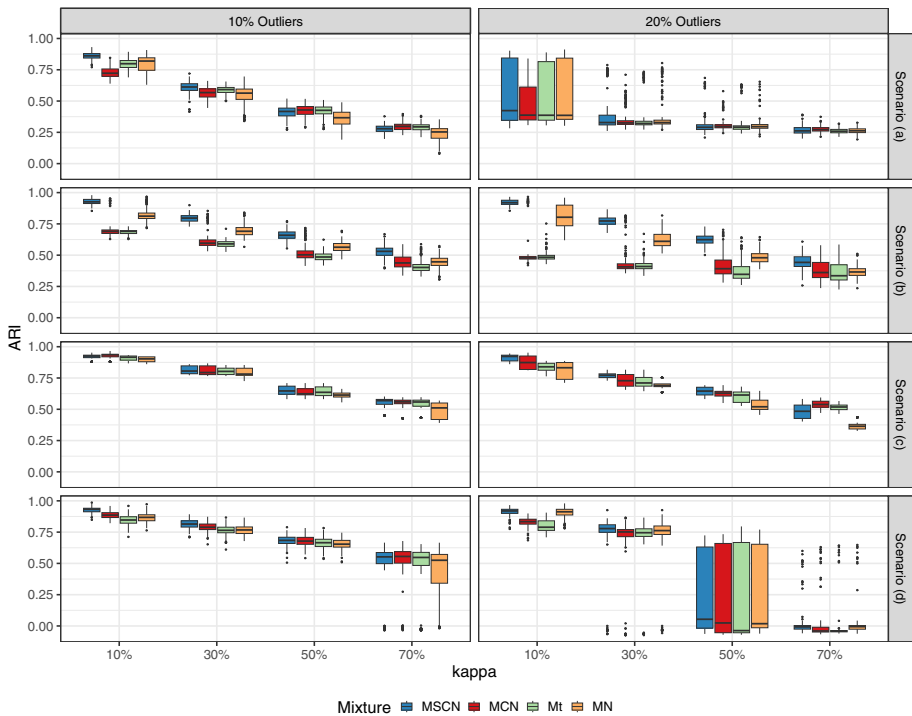 10% Outliers 20% Outliers
1.00
0.75
0.50
0.25
0.00
Scenario (a)
1.00
0.75
0.50
0.25
0.00
Scenario (b)
ARI
1.00
0.75
0.50
0.25
0.00
Scenario (c)
1.00
0.75
0.50
0.25
0.00
Scenario (d)
10% 30% 50% 70% 10% 30% 50% 70%
kappa
Mixture MSCN MCN Mt MN